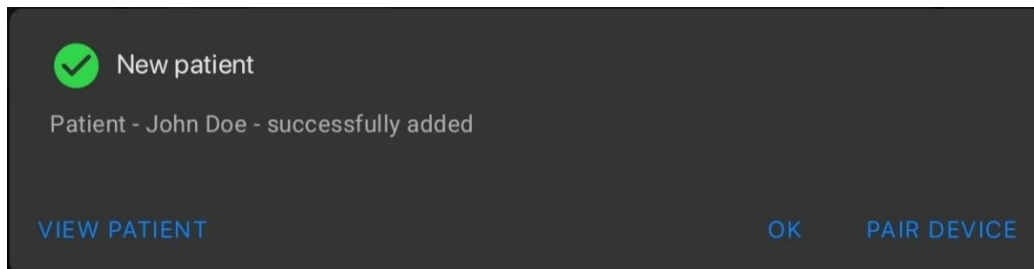 New patient
Patient - John Doe - successfully added
VIEW PATIENT OK PAIR DEVICE